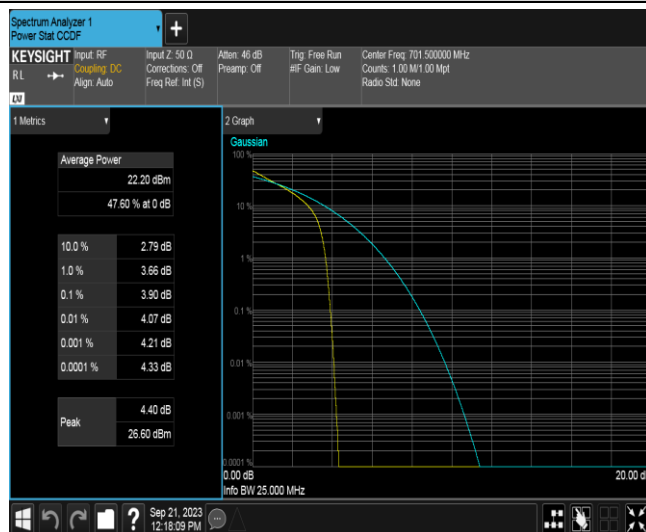 Spectrum Analyzer 1
Power Stat CCDF
+
KEYSIGHT
RL
LXI
Input: RF
Coupling: DC
Align: Auto
Input Z: 50 Ω
Corrections: Off
Freq Ref: Int (S)
Atten: 46 dB
Preamp: Off
Trig: Free Run
#IF Gain: Low
Center Freq: 701.500000 MHz
Counts: 1.00 M/1.00 Mpt
Radio Std: None
1 Metrics
Average Power
22.20 dBm
47.60 % at 0 dB
10.0 % 2.79 dB
1.0 % 3.66 dB
0.1 % 3.90 dB
0.01 % 4.07 dB
0.001 % 4.21 dB
0.0001 % 4.33 dB
Peak
4.40 dB
26.60 dBm
2 Graph
Gaussian
100 %
10 %
1 %
0.1 %
0.01 %
0.001 %
0.0001 %
0.00 dB
20.00 d
Info BW 25.000 MHz
?
Sep 21, 2023
12:18:09 PM